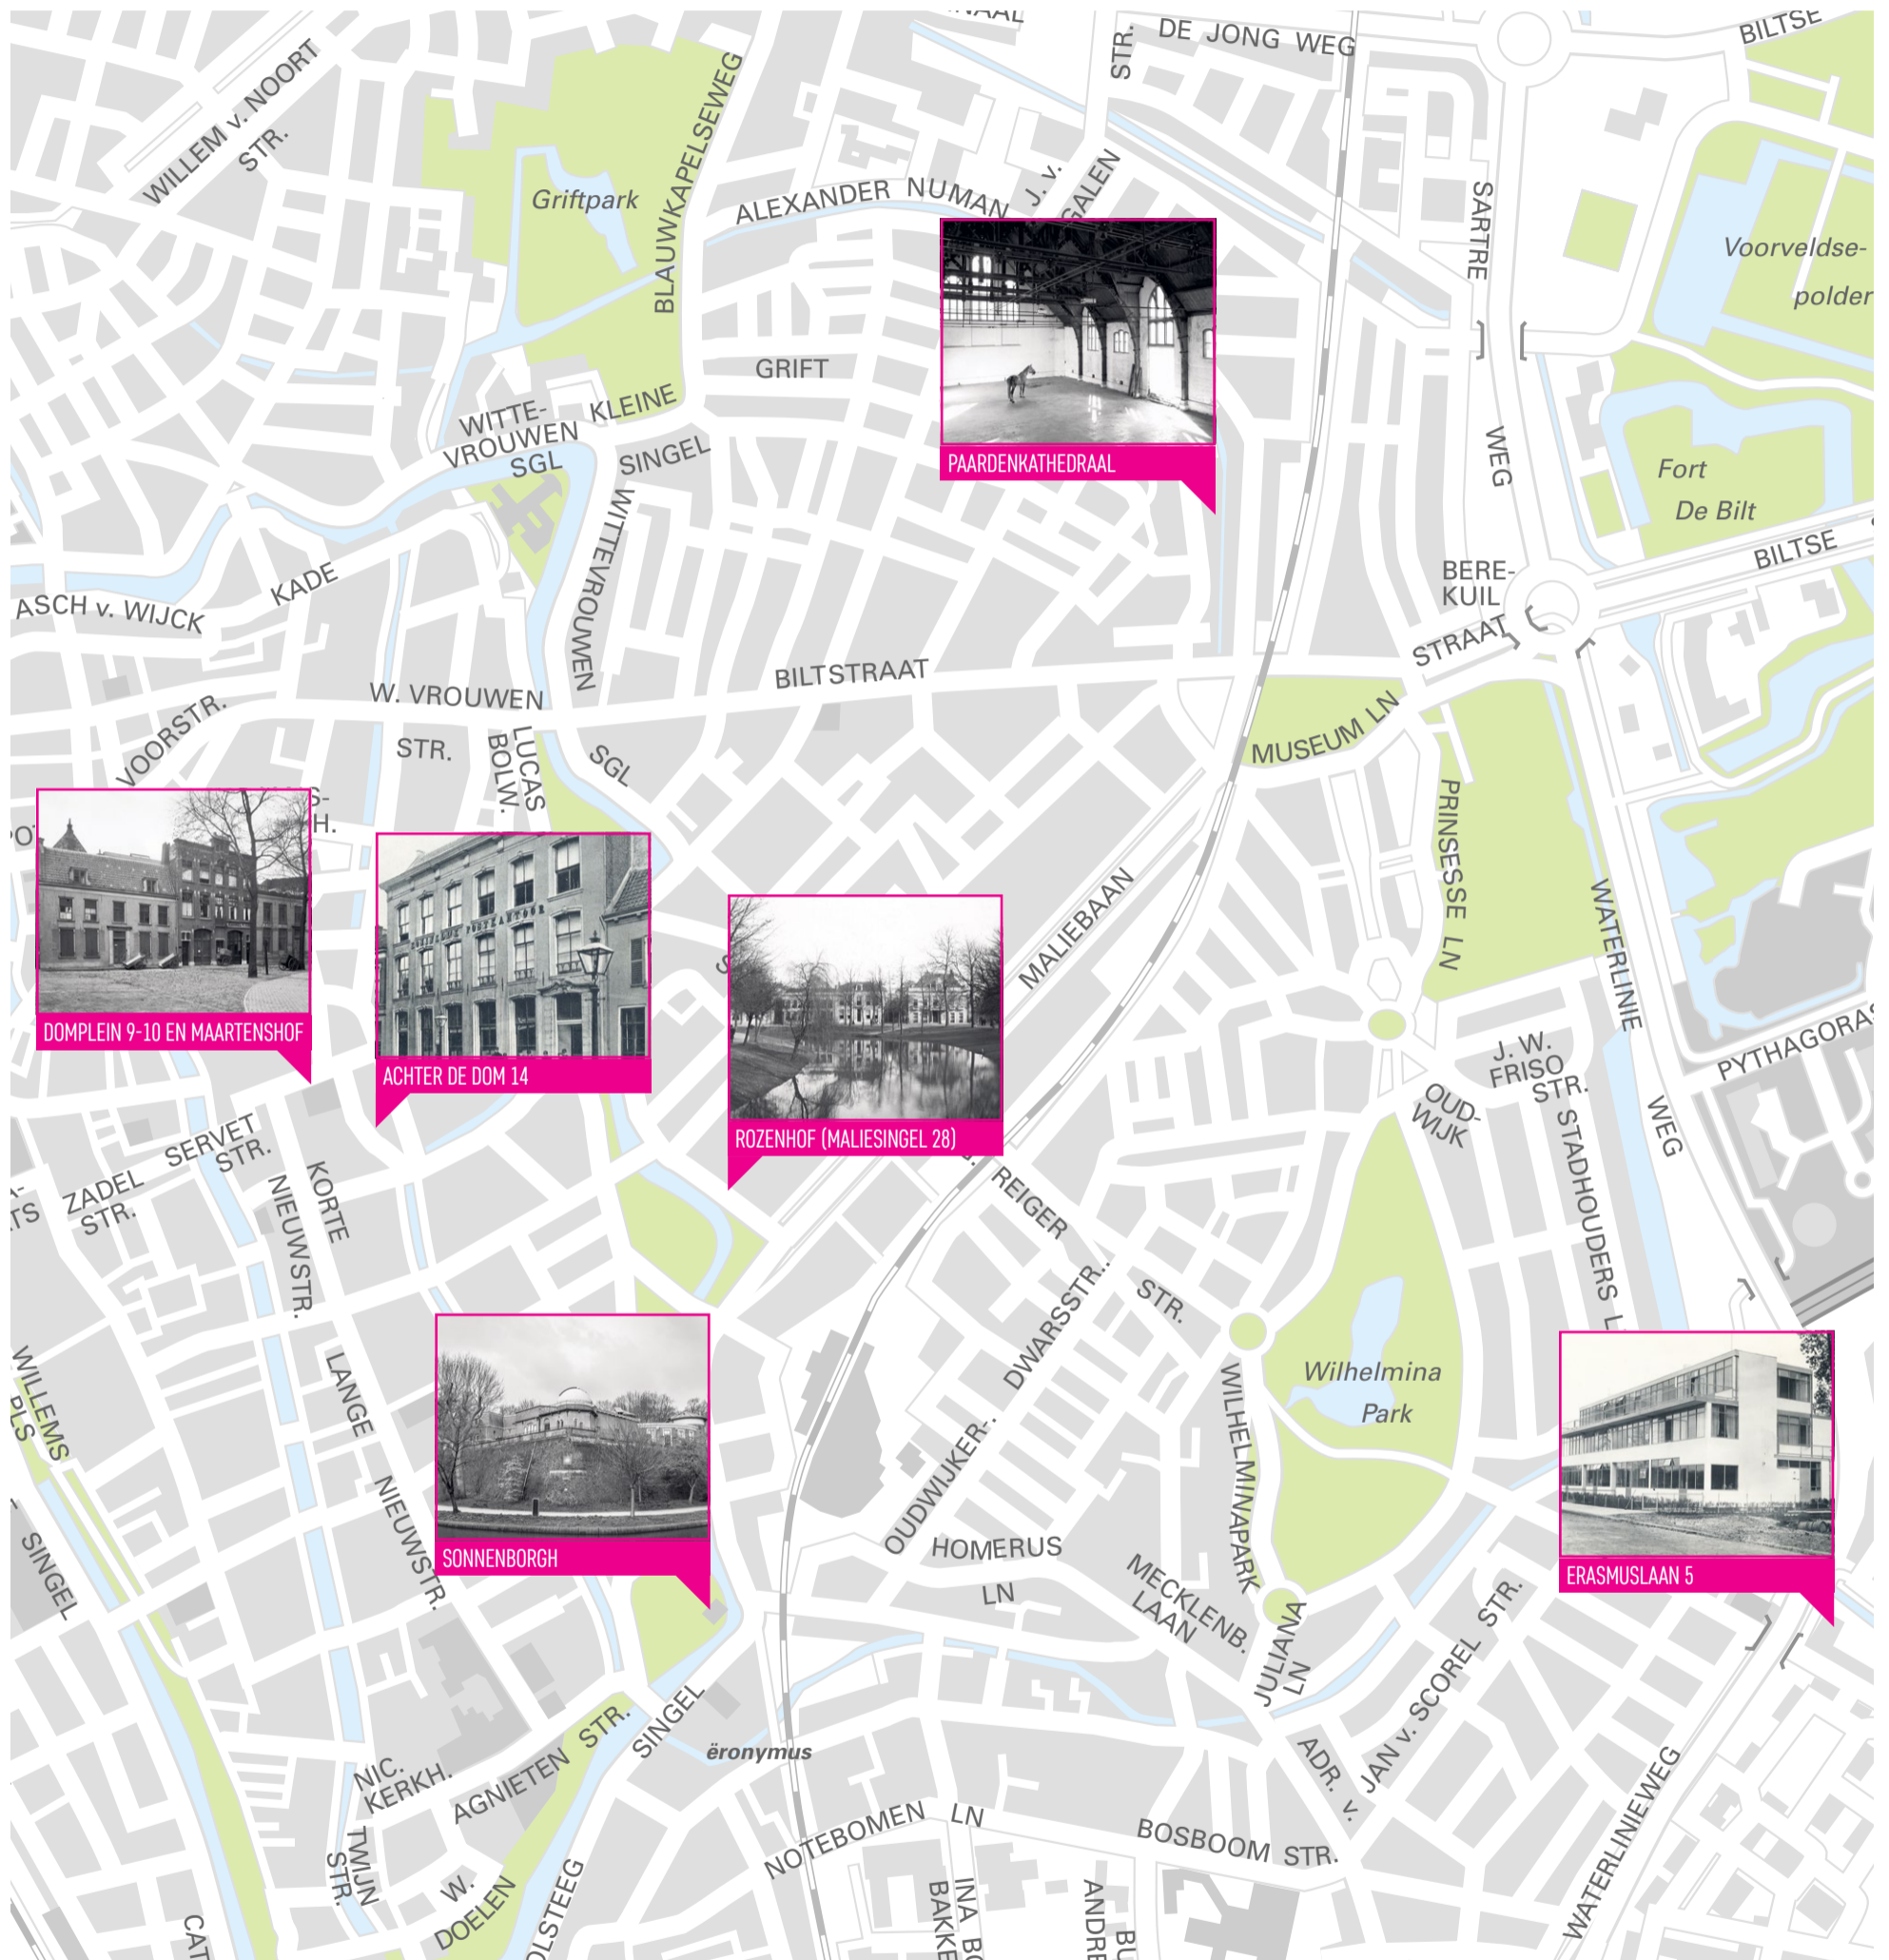 DE JONG WEG
STR.
BILTSE
WILLEM v. NOORT
STR.
Griftpark
BLAUWKAPELSEWEG
ALEXANDER NUMAN
J. v.
GALEN
SARTRE
WEG
Voorveldse-
polder
GRIFT
WITTE-
VROUWEN
SGL
KLEINE
SINGEL
PAARDENKATHEDRAAL
Fort
De Bilt
BILTSE
BERE-
KUIL
STRAAT
KADE
ASCH v. WIJCK
WITTEVROUWEN
SGL
BILTSTRAAT
W. VROUWEN
STR.
VOORSTR.
LUCAS
BOLW.
MUSEUM LN
PRINSESSE LN
WATERLINIE
WEG
MALIEBAAN
DOMPLEIN 9-10 EN MAARTENSHOF
ACHTER DE DOM 14
ROZENHOF (MALIESINGEL 28)
J. W.
FRISO
STR.
OUD-
WIJK
STADHOUDERS
SERVET
STR.
ZADEL
STR.
KORTE
NIEUWSTR.
REIGER
STR.
DWARSSTR.
OUDWIJKER-
Wilhelmina
Park
WILHELMINAPARK
WILLEMS
PLS
SINGEL
LANGE
NIEUWSTR.
SONNENBORGH
ERASMUSLAAN 5
HOMERUS
LN
MECKLENB.
LAAN
JULIANA
LN
JAN v. SCOREL STR.
ADR. v.
SINGEL
ëronymus
NIC.
KERKH.
AGNIETEN STR.
TWIJN
STR.
W.
DOELEN
NOTEBOMEN LN
BOSBOOM STR.
WATERLINIEWEG
INA